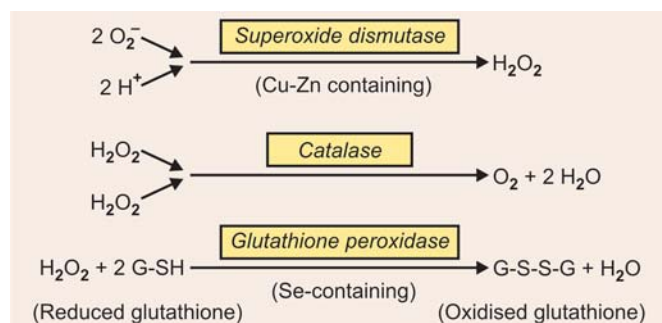 2 O₂⁻ Superoxide dismutase
2 H⁺ (Cu-Zn containing) H₂O₂
H₂O₂ Catalase
H₂O₂ O₂ + 2 H₂O
Glutathione peroxidase
H₂O₂ + 2 G-SH G-S-S-G + H₂O
(Reduced glutathione) (Se-containing) (Oxidised glutathione)